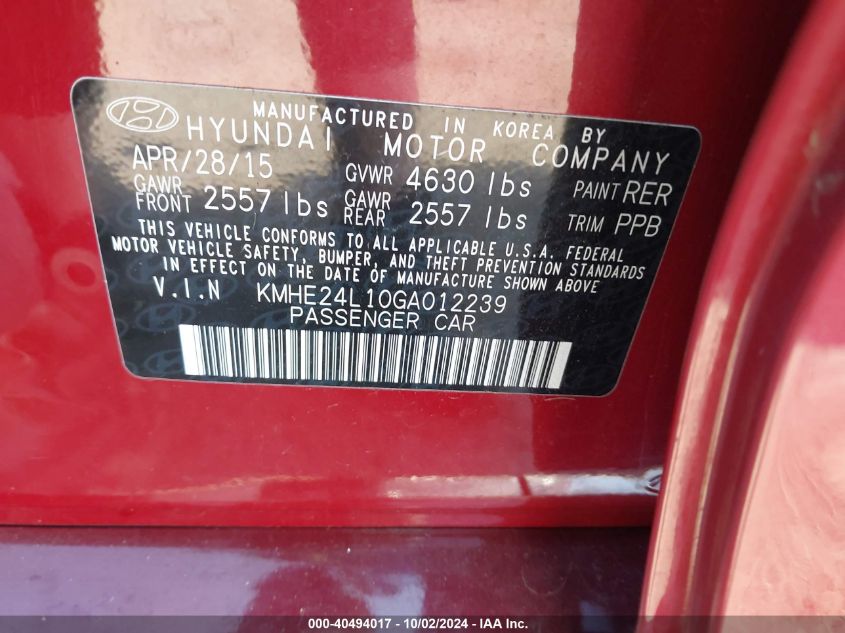 MANUFACTURED IN KOREA BY
HYUNDAI MOTOR COMPANY
APR/28/15 GVWR 4630 lbs PAINT RER
GAWR FRONT 2557 lbs GAWR REAR 2557 lbs TRIM PPB
THIS VEHICLE CONFORMS TO ALL APPLICABLE U.S.A. FEDERAL
MOTOR VEHICLE SAFETY, BUMPER, AND THEFT PREVENTION STANDARDS
IN EFFECT ON THE DATE OF MANUFACTURE SHOWN ABOVE
V.I.N KMHE24L10GA012239
PASSENGER CAR
000-40494017 - 10/02/2024 - IAA Inc.